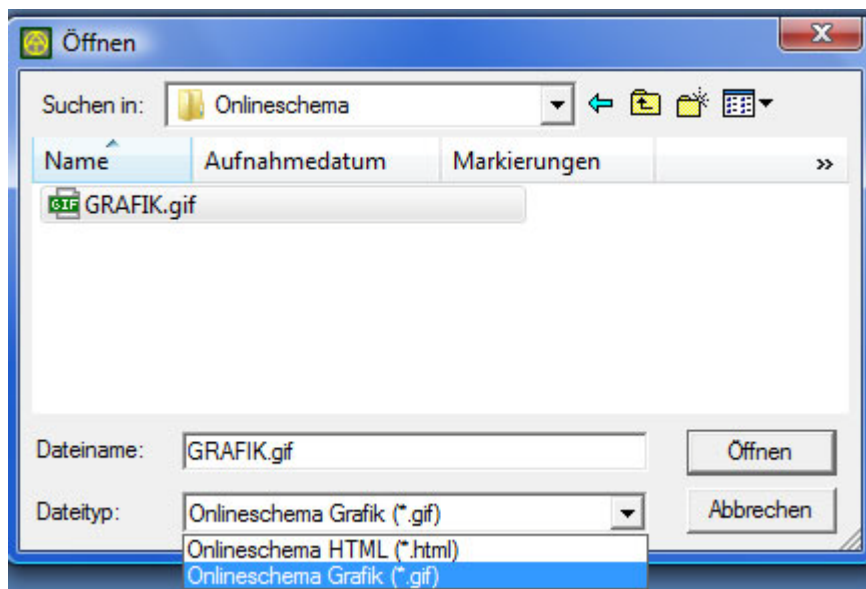 Öffnen
Suchen in: Onlineschema
Name Aufnahmedatum Markierungen »
GIF GRAFIK.gif
Dateiname: GRAFIK.gif Öffnen
Dateityp: Onlineschema Grafik (*.gif) Abbrechen
Onlineschema HTML (*.html)
Onlineschema Grafik (*.gif)